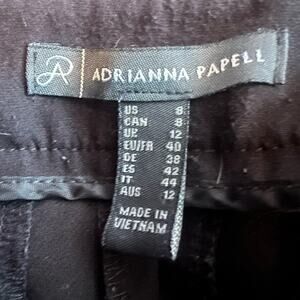 AR ADRIANNA PAPELL
US 8
CAN 8
UK 12
EU/FR 40
DE 38
ES 42
IT 44
AUS 12
MADE IN
VIETNAM